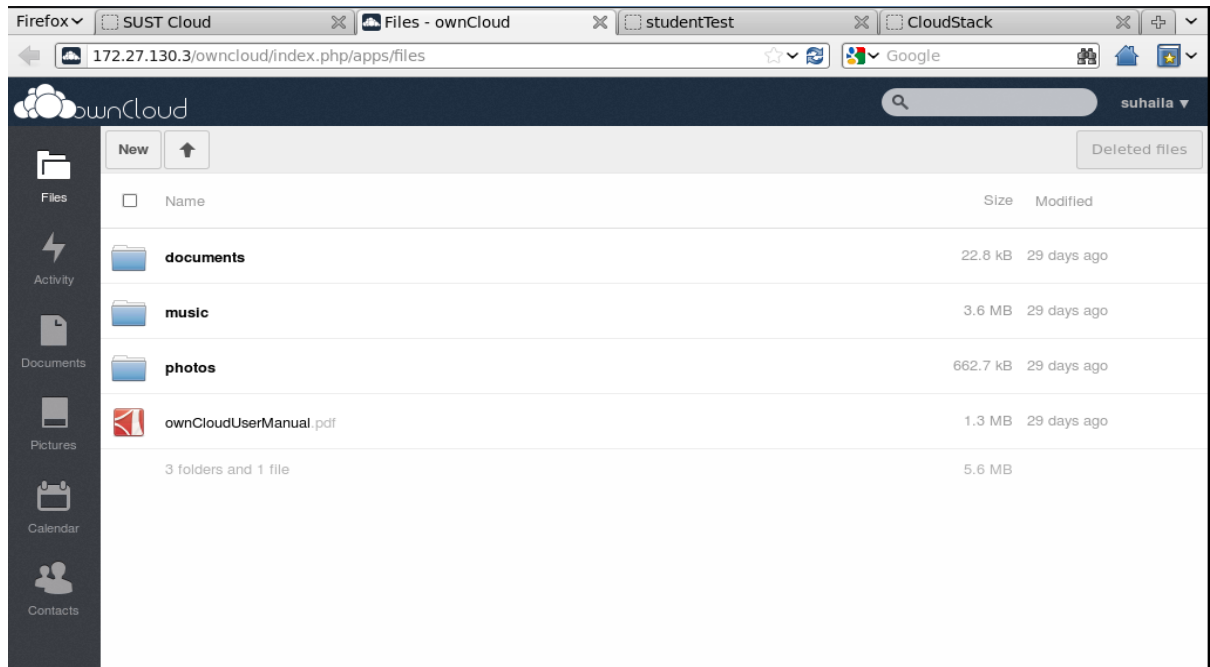 Firefox SUST Cloud Files - ownCloud studentTest CloudStack
172.27.130.3/owncloud/index.php/apps/files Google
ownCloud suhaila
New Deleted files
Files
Name Size Modified
documents 22.8 kB 29 days ago
Activity
music 3.6 MB 29 days ago
Documents
photos 662.7 kB 29 days ago
ownCloudUserManual.pdf 1.3 MB 29 days ago
Pictures
3 folders and 1 file 5.6 MB
Calendar
Contacts